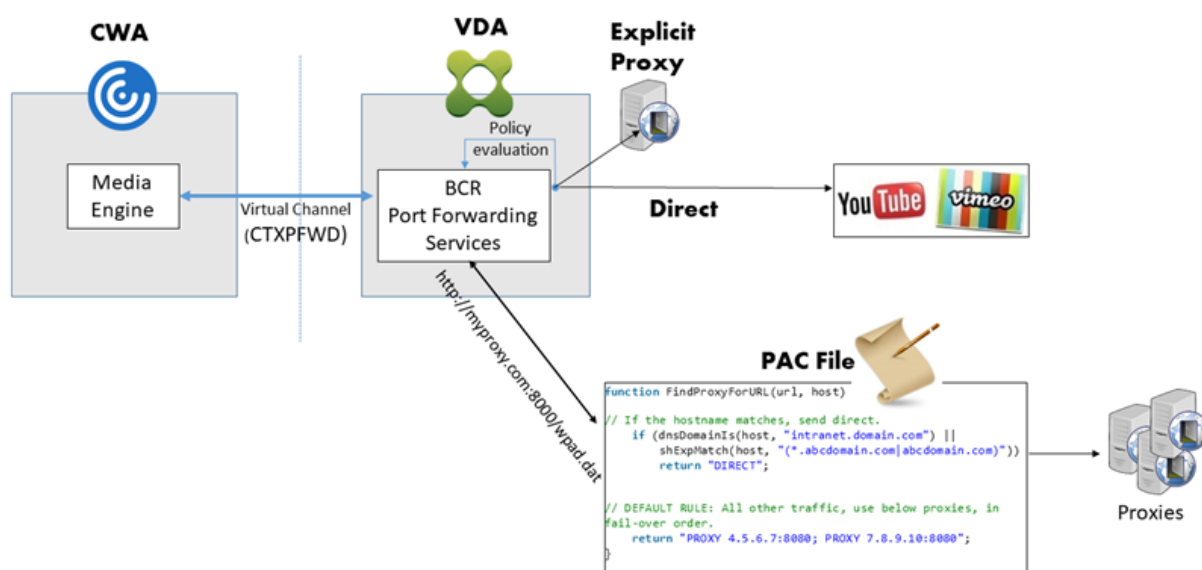 CWA
VDA
Explicit
Proxy
Policy
evaluation
Media
Engine
Virtual Channel
(CTXPFWD)
BCR
Port Forwarding
Services
Direct
You Tube
vimeo
http://myproxy.com:8000/wpad.dat
PAC File
function FindProxyForURL(url, host)
// If the hostname matches, send direct.
if (dnsDomainIs(host, "intranet.domain.com") ||
shExpMatch(host, "(*.abcdomain.com|abcdomain.com)"))
return "DIRECT";
// DEFAULT RULE: All other traffic, use below proxies, in
fail-over order.
return "PROXY 4.5.6.7:8080; PROXY 7.8.9.10:8080";
}
Proxies